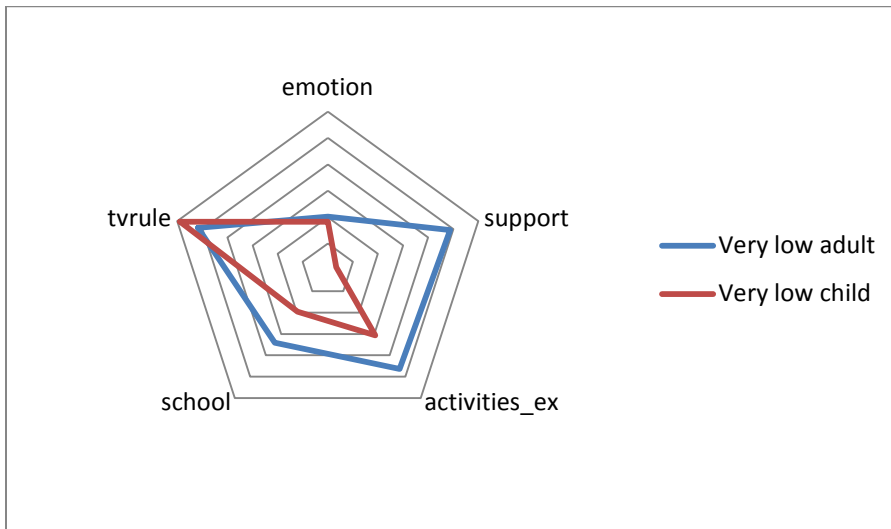 emotion
support
activities_ex
school
tvrule
Very low adult
Very low child